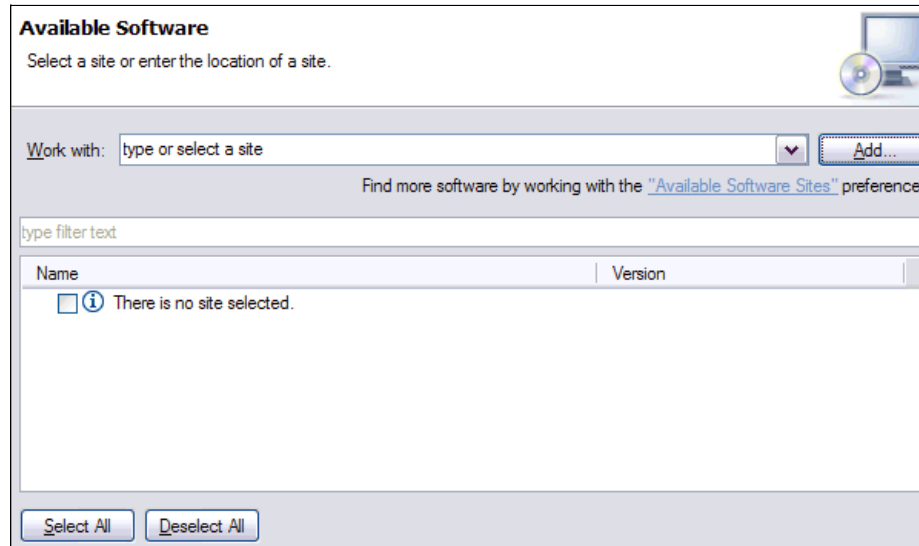 Available Software
Select a site or enter the location of a site.
Work with: type or select a site Add...
Find more software by working with the "Available Software Sites" preference
type filter text
Name Version
There is no site selected.
Select All Deselect All